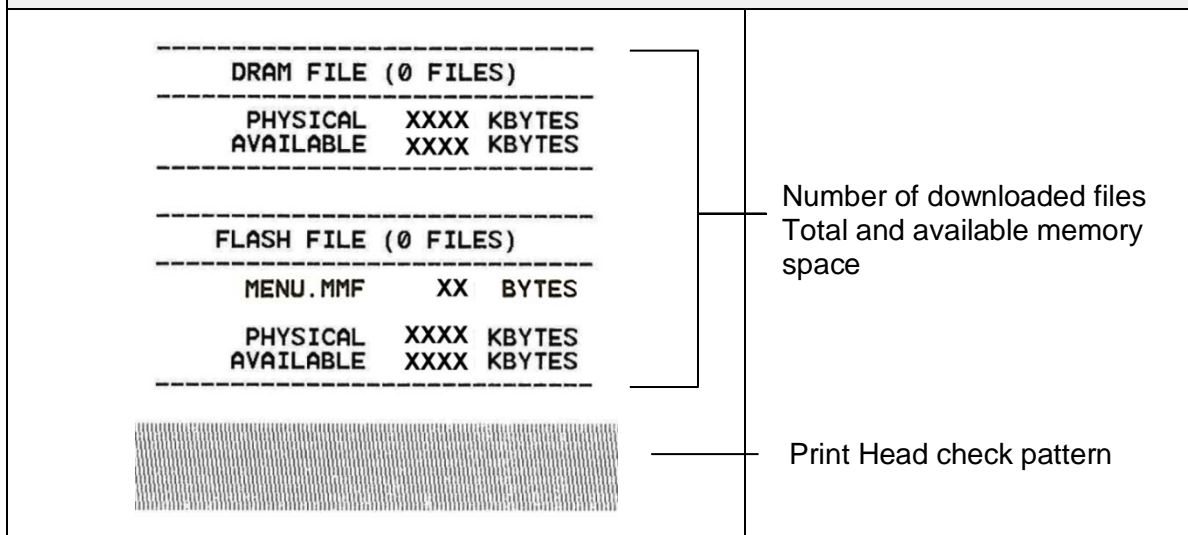 DRAM FILE (0 FILES)
PHYSICAL XXXX KBYTES
AVAILABLE XXXX KBYTES
FLASH FILE (0 FILES)
MENU.MMF XX BYTES
PHYSICAL XXXX KBYTES
AVAILABLE XXXX KBYTES
Number of downloaded files
Total and available memory
space
Print Head check pattern